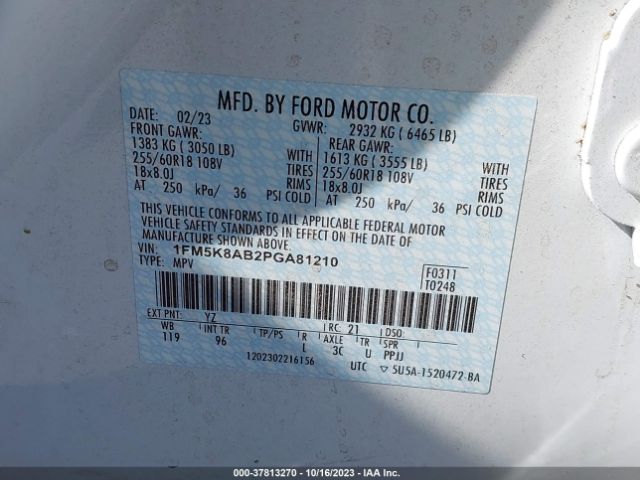 MFD. BY FORD MOTOR CO.
DATE: 02/23 GVWR: 2932 KG ( 6465 LB)
FRONT GAWR: REAR GAWR:
1383 KG ( 3050 LB) WITH 1613 KG ( 3555 LB) WITH
255/60R18 108V TIRES 255/60R18 108V TIRES
18x8.0J RIMS 18x8.0J RIMS
AT 250 kPa/ 36 PSI COLD AT 250 kPa/ 36 PSI COLD
THIS VEHICLE CONFORMS TO ALL APPLICABLE FEDERAL MOTOR
VEHICLE SAFETY STANDARDS IN EFFECT ON THE DATE OF
MANUFACTURE SHOWN ABOVE.
VIN: 1FM5K8AB2PGA81210
TYPE: MPV
F0311
T0248
EXT PNT: YZ RC: 21 DSO:
WB INT TR TP/PS R AXLE TR SPR
119 96 L 3C U PPJJ
1202302216156 UTC ▽ 5U5A-1520472-BA
000-37813270 - 10/16/2023 - IAA Inc.